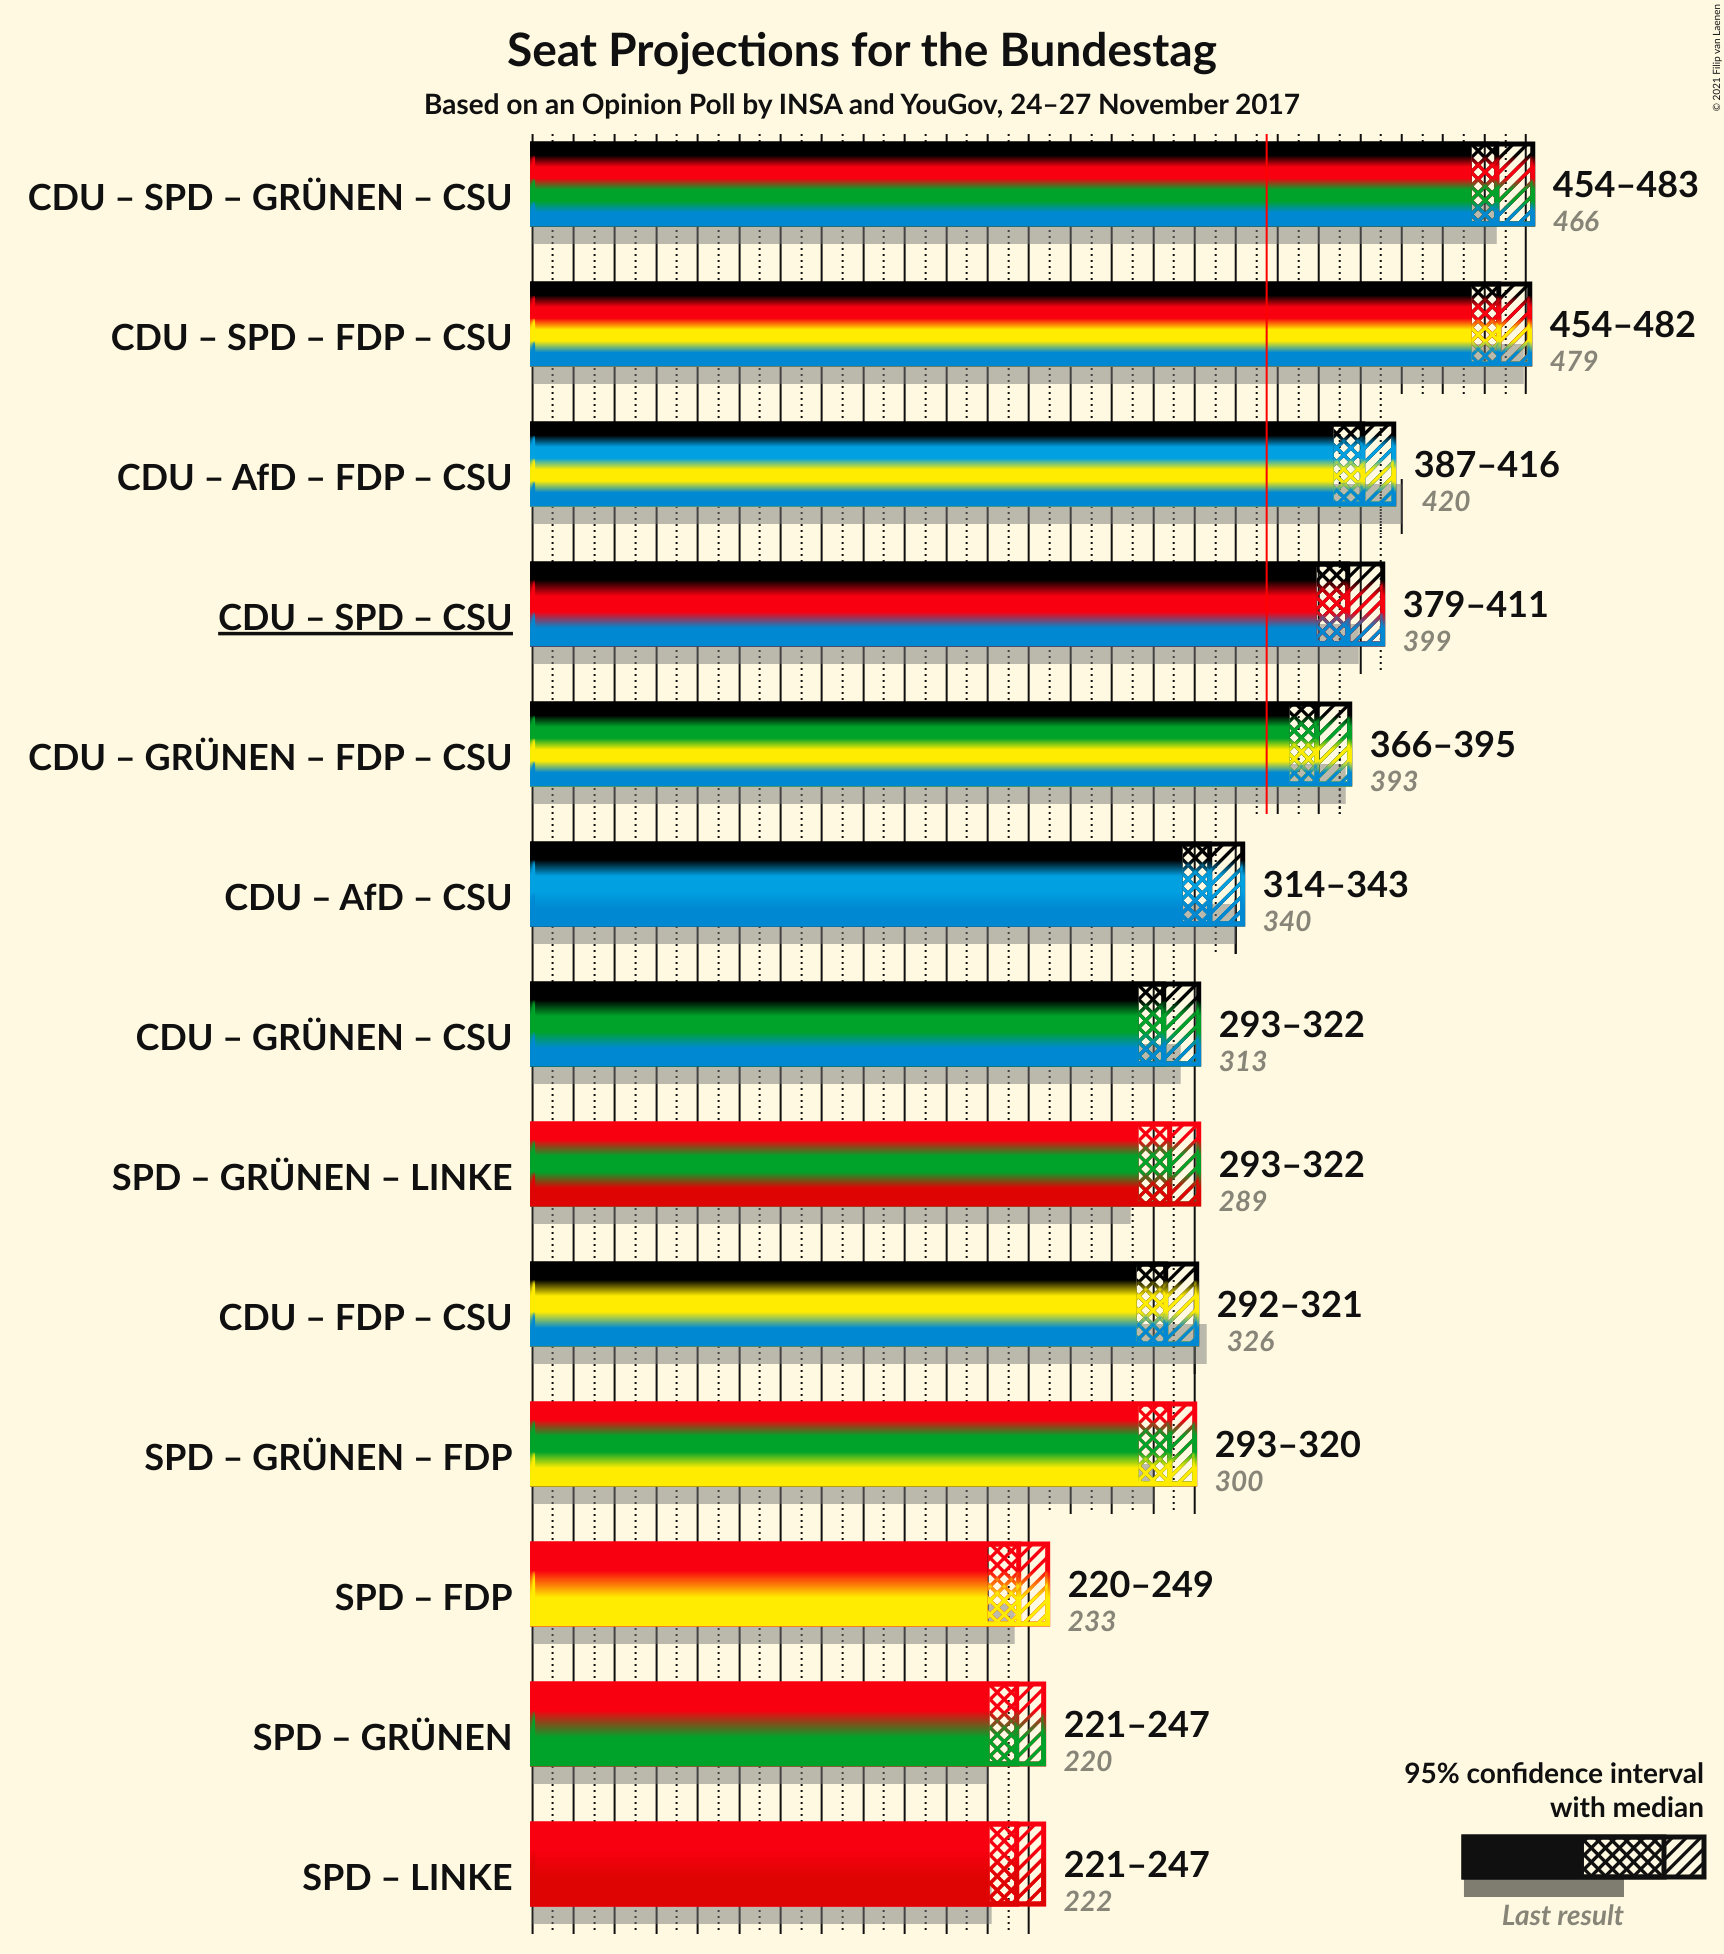 Seat Projections for the Bundestag
Based on an Opinion Poll by INSA and YouGov, 24–27 November 2017
© 2021 Filip van Laenen
CDU – SPD – GRÜNEN – CSU
454–483
466
CDU – SPD – FDP – CSU
454–482
479
CDU – AfD – FDP – CSU
387–416
420
CDU – SPD – CSU
379–411
399
CDU – GRÜNEN – FDP – CSU
366–395
393
CDU – AfD – CSU
314–343
340
CDU – GRÜNEN – CSU
293–322
313
SPD – GRÜNEN – LINKE
293–322
289
CDU – FDP – CSU
292–321
326
SPD – GRÜNEN – FDP
293–320
300
SPD – FDP
220–249
233
SPD – GRÜNEN
221–247
220
SPD – LINKE
221–247
222
95% confidence interval
with median
Last result